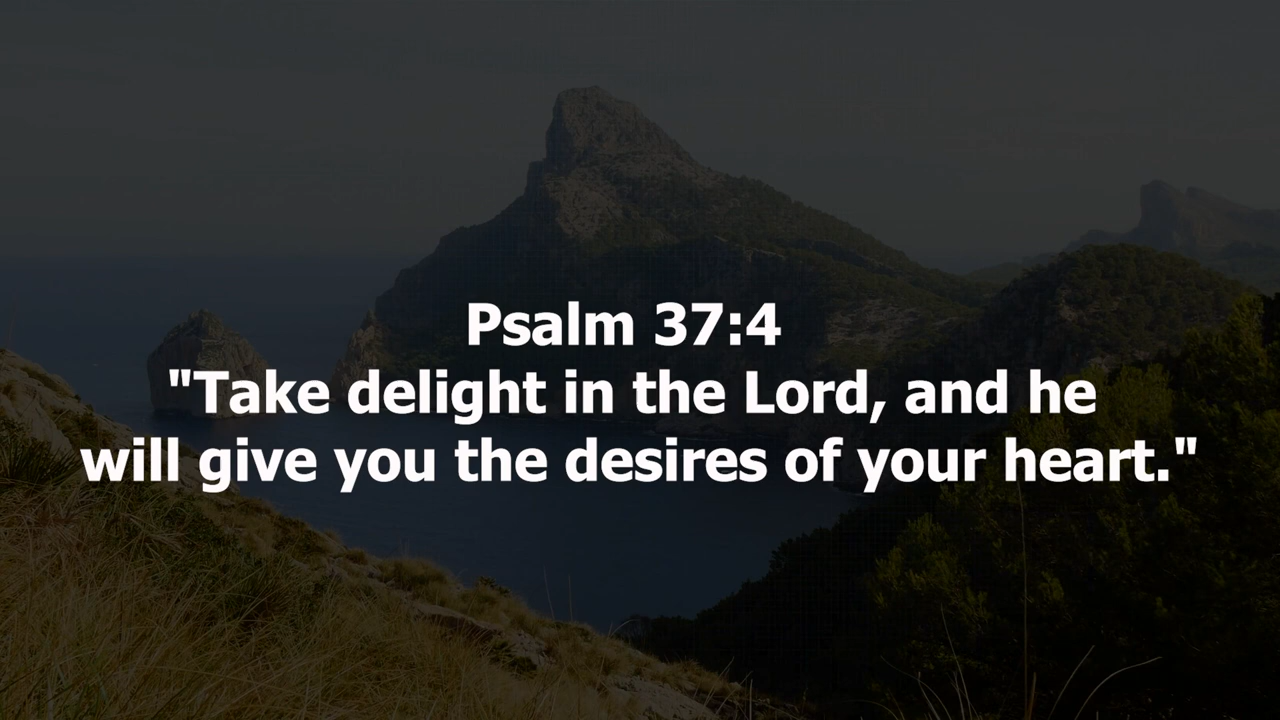 Psalm 37:4
"Take delight in the Lord, and he
will give you the desires of your heart."